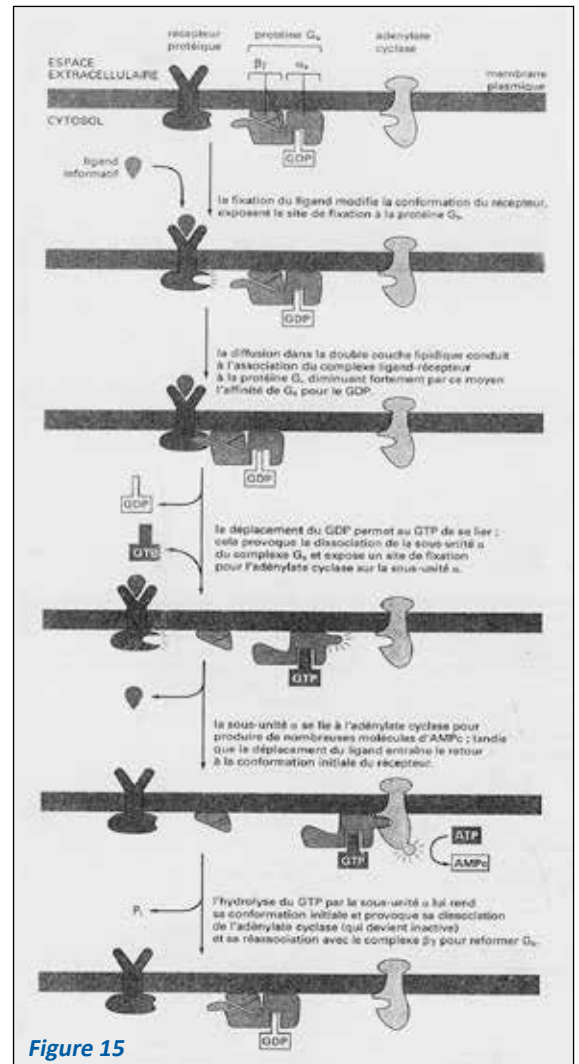 récepteur
protéique
protéine Gs
βγ
αs
adénylate
cyclase
ESPACE
EXTRACELLULAIRE
membrane
plasmique
CYTOSOL
GDP
ligand
informatif
la fixation du ligand modifie la conformation du récepteur,
exposant le site de fixation à la protéine Gs.
GDP
la diffusion dans la double couche lipidique conduit
à l'association du complexe ligand-récepteur
à la protéine Gs diminuant fortement par ce moyen
l'affinité de Gs pour le GDP.
GDP
GDP
GTP
le déplacement du GDP permet au GTP de se lier :
cela provoque la dissociation de la sous-unité α
du complexe Gs et expose un site de fixation
pour l'adénylate cyclase sur la sous-unité α.
GTP
la sous-unité α se lie à l'adénylate cyclase pour
produire de nombreuses molécules d'AMPc ; tandis
que le déplacement du ligand entraîne le retour
à la conformation initiale du récepteur.
GTP
ATP
AMPc
Pi
l'hydrolyse du GTP par la sous-unité α lui rend
sa conformation initiale et provoque sa dissociation
de l'adénylate cyclase (qui devient inactive)
et sa réassociation avec le complexe βγ pour reformer Gs.
GDP
Figure 15